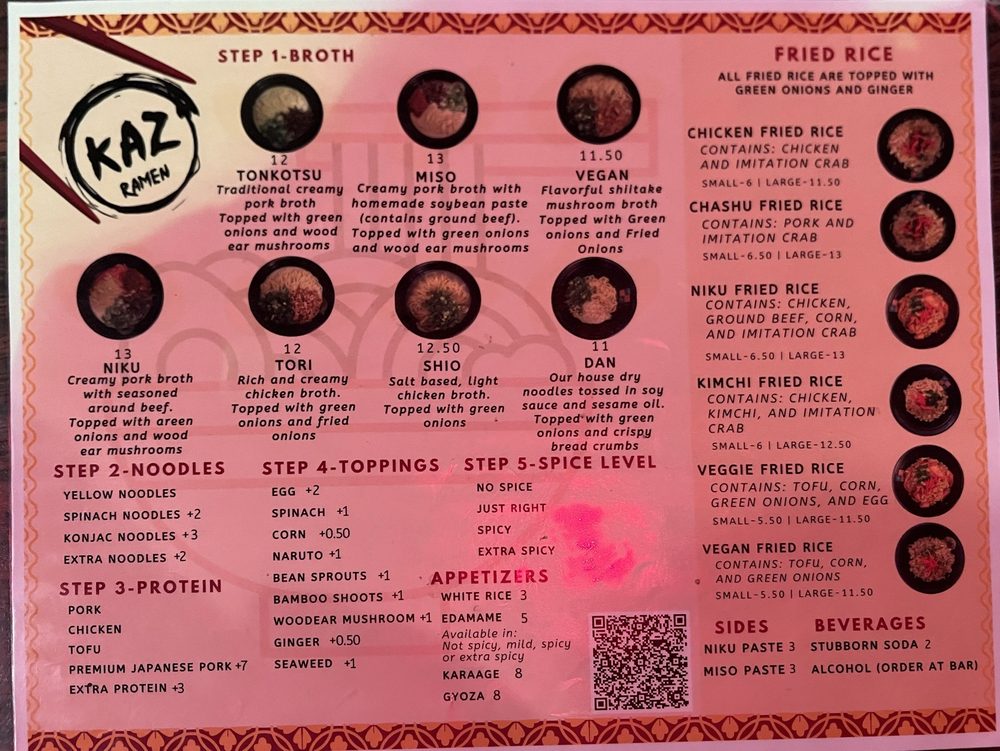 KAZ
RAMEN
STEP 1-BROTH
12
TONKOTSU
Traditional creamy
pork broth
Topped with green
onions and wood
ear mushrooms
13
MISO
Creamy pork broth with
homemade soybean paste
(contains ground beef).
Topped with green onions
and wood ear mushrooms
11.50
VEGAN
Flavorful shiitake
mushroom broth
Topped with Green
onions and Fried
Onions
13
NIKU
Creamy pork broth
with seasoned
around beef.
Topped with areen
onions and wood
ear mushrooms
12
TORI
Rich and creamy
chicken broth.
Topped with green
onions and fried
onions
12.50
SHIO
Salt based, light
chicken broth.
Topped with green
onions
11
DAN
Our house dry
noodles tossed in soy
sauce and sesame oil.
Topped with green
onions and crispy
bread crumbs
STEP 2-NOODLES
YELLOW NOODLES
SPINACH NOODLES +2
KONJAC NOODLES +3
EXTRA NOODLES +2
STEP 3-PROTEIN
PORK
CHICKEN
TOFU
PREMIUM JAPANESE PORK +7
EXTRA PROTEIN +3
STEP 4-TOPPINGS
EGG +2
SPINACH +1
CORN +0.50
NARUTO +1
BEAN SPROUTS +1
BAMBOO SHOOTS +1
WOODEAR MUSHROOM +1
GINGER +0.50
SEAWEED +1
STEP 5-SPICE LEVEL
NO SPICE
JUST RIGHT
SPICY
EXTRA SPICY
APPETIZERS
WHITE RICE 3
EDAMAME 5
Available in:
Not spicy, mild, spicy
or extra spicy
KARAAGE 8
GYOZA 8
FRIED RICE
ALL FRIED RICE ARE TOPPED WITH
GREEN ONIONS AND GINGER
CHICKEN FRIED RICE
CONTAINS: CHICKEN
AND IMITATION CRAB
SMALL-6 | LARGE-11.50
CHASHU FRIED RICE
CONTAINS: PORK AND
IMITATION CRAB
SMALL-6.50 | LARGE-13
NIKU FRIED RICE
CONTAINS: CHICKEN,
GROUND BEEF, CORN,
AND IMITATION CRAB
SMALL-6.50 | LARGE-13
KIMCHI FRIED RICE
CONTAINS: CHICKEN,
KIMCHI, AND IMITATION
CRAB
SMALL-6 | LARGE-12.50
VEGGIE FRIED RICE
CONTAINS: TOFU, CORN,
GREEN ONIONS, AND EGG
SMALL-5.50 | LARGE-11.50
VEGAN FRIED RICE
CONTAINS: TOFU, CORN,
AND GREEN ONIONS
SMALL-5.50 | LARGE-11.50
SIDES
NIKU PASTE 3
MISO PASTE 3
BEVERAGES
STUBBORN SODA 2
ALCOHOL (ORDER AT BAR)